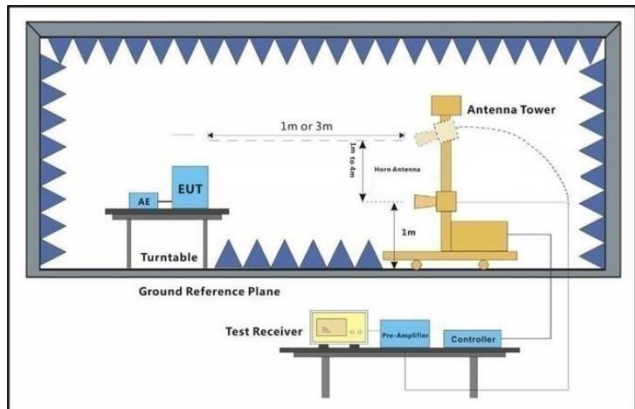 Antenna Tower
1m or 3m
1m to 4m
Horn Antenna
EUT
AE
1m
Turntable
Ground Reference Plane
Test Receiver
Pre-Amplifier
Controller